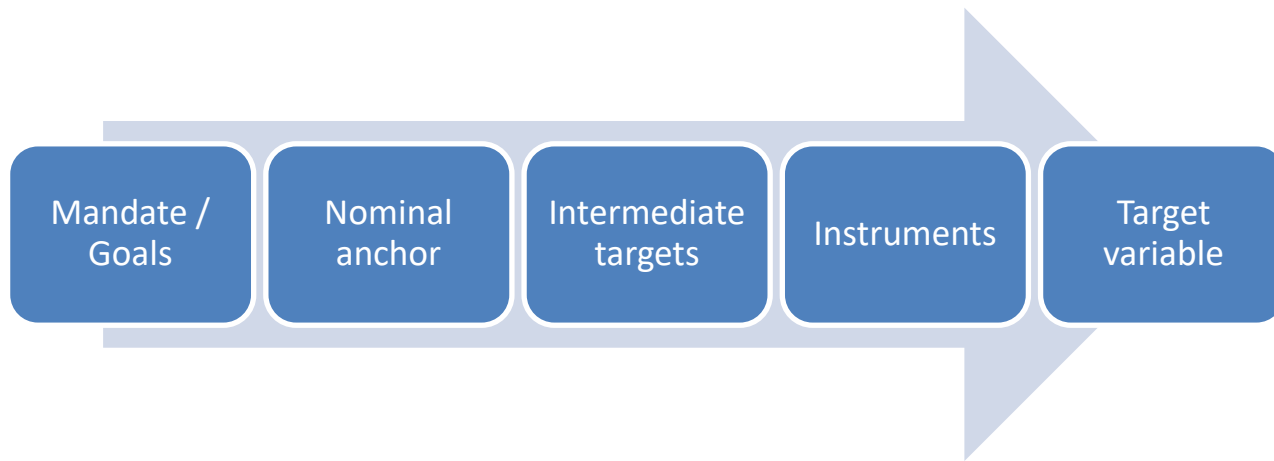 Mandate /
Goals
Nominal
anchor
Intermediate
targets
Instruments
Target
variable